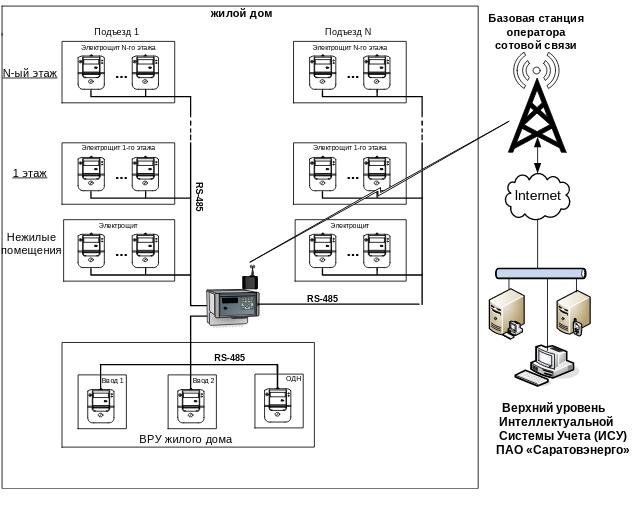 жилой дом
Базовая станция
оператора
сотовой связи
Подъезд 1
Подъезд N
Электрощит N-го этажа
Электрощит N-го этажа
N-ый этаж
Электрощит 1-го этажа
Электрощит 1-го этажа
1 этаж
RS-485
Internet
Электрощит
Электрощит
Нежилые
помещения
RS-485
RS-485
Ввод 1
Ввод 2
ОДН
ВРУ жилого дома
Верхний уровень
Интеллектуальной
Системы Учета (ИСУ)
ПАО «Саратовэнерго»